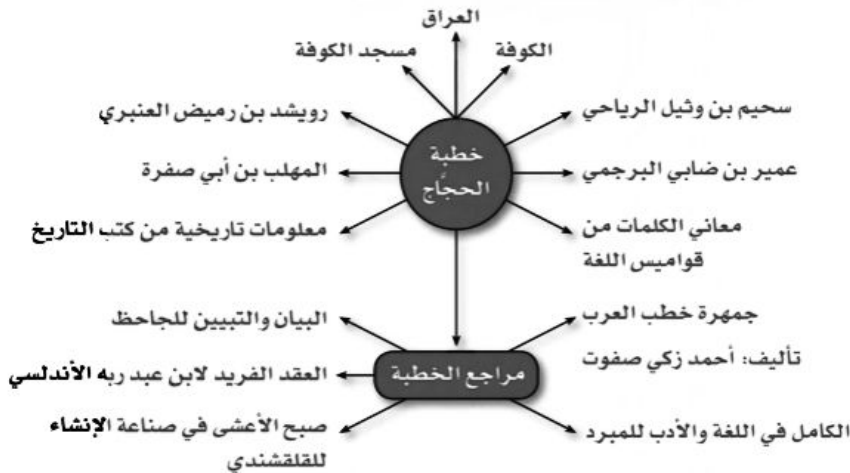 العراق
الكوفة
مسجد الكوفة
سحيم بن وثيل الرياحي
رويشد بن رميض العنبري
خطبة
الحجَّاج
عمير بن ضابي البرجمي
المهلب بن أبي صفرة
معاني الكلمات من
قواميس اللغة
معلومات تاريخية من كتب التاريخ
جمهرة خطب العرب
تأليف: أحمد زكي صفوت
البيان والتبيين للجاحظ
مراجع الخطبة
العقد الفريد لابن عبد ربه الأندلسي
الكامل في اللغة والأدب للمبرد
صبح الأعشى في صناعة الإنشاء
للقلقشندي